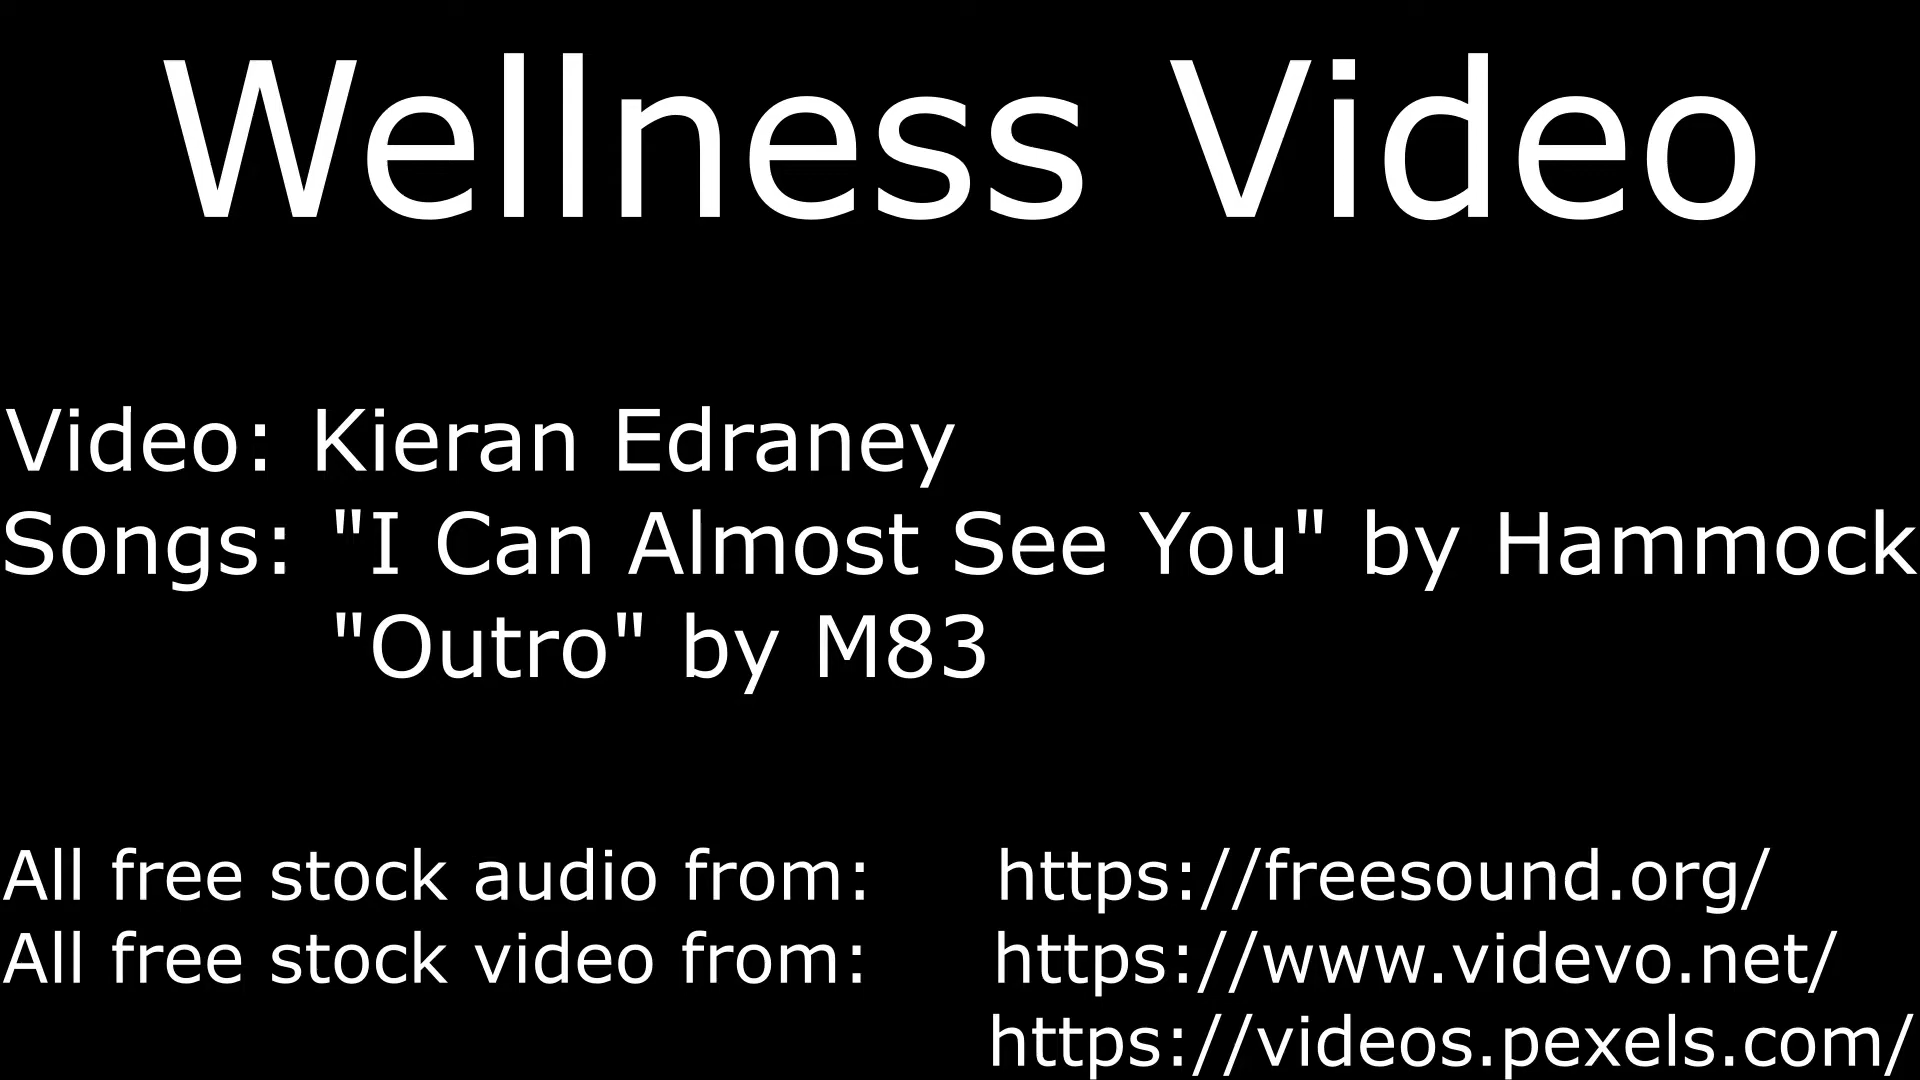 Wellness Video
Video: Kieran Edraney
Songs: "I Can Almost See You" by Hammock
"Outro" by M83
All free stock audio from: https://freesound.org/
All free stock video from: https://www.videvo.net/
https://videos.pexels.com/